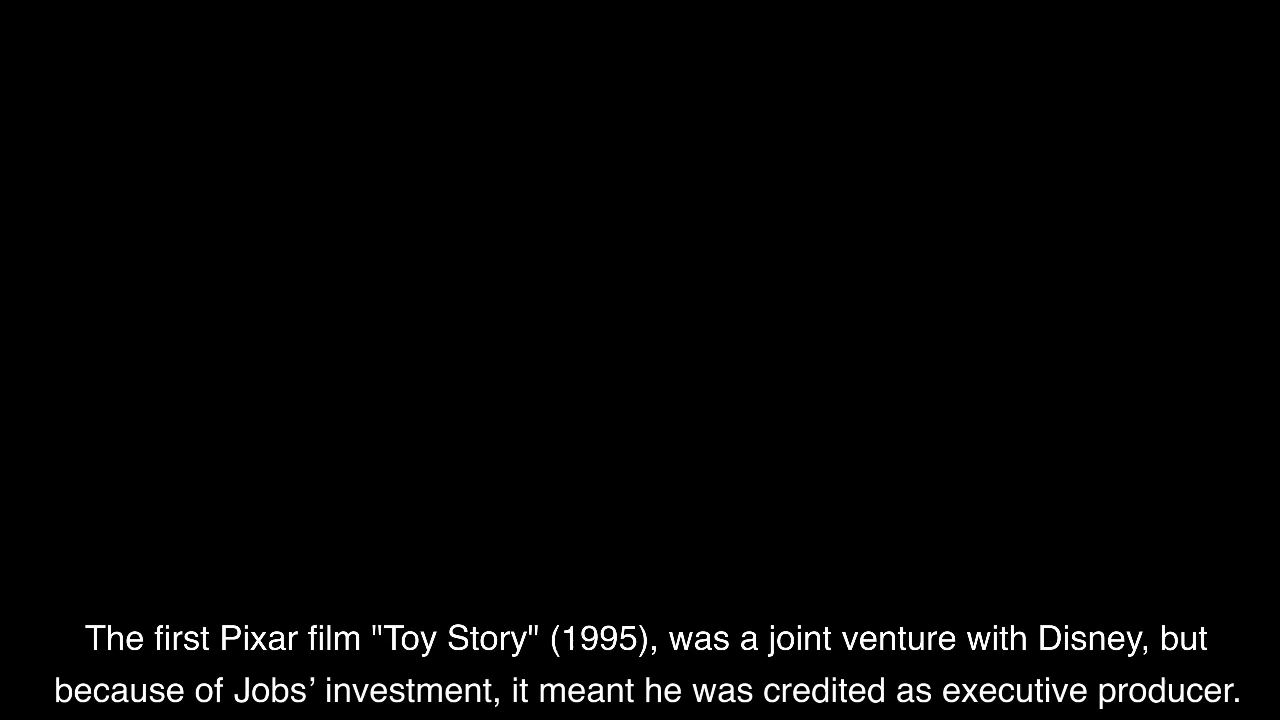 The first Pixar film "Toy Story" (1995), was a joint venture with Disney, but
because of Jobs’ investment, it meant he was credited as executive producer.